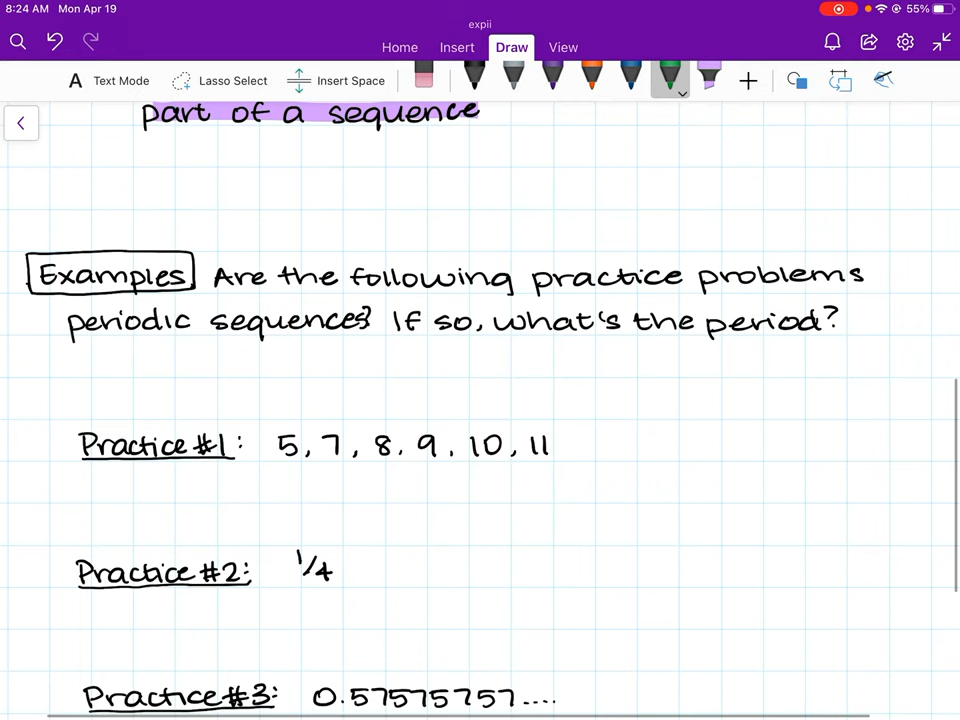 8:24 AM Mon Apr 19
55%
expii
Home Insert Draw View
Text Mode Lasso Select Insert Space
part of a sequence
Examples Are the following practice problems
periodic sequences? If so, what's the period?
Practice #1: 5, 7, 8, 9, 10, 11
Practice #2: 1/4
Practice #3: 0.57575757....